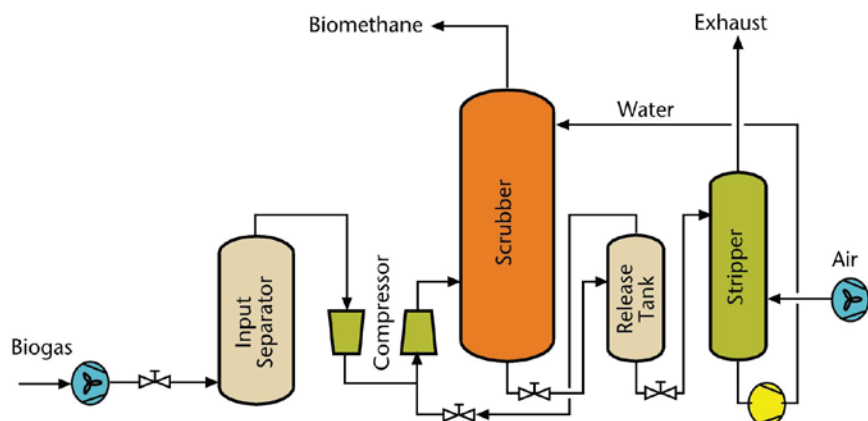 Biomethane
Exhaust
Water
Scrubber
Stripper
Air
Release
Tank
Compressor
Input
Separator
Biogas